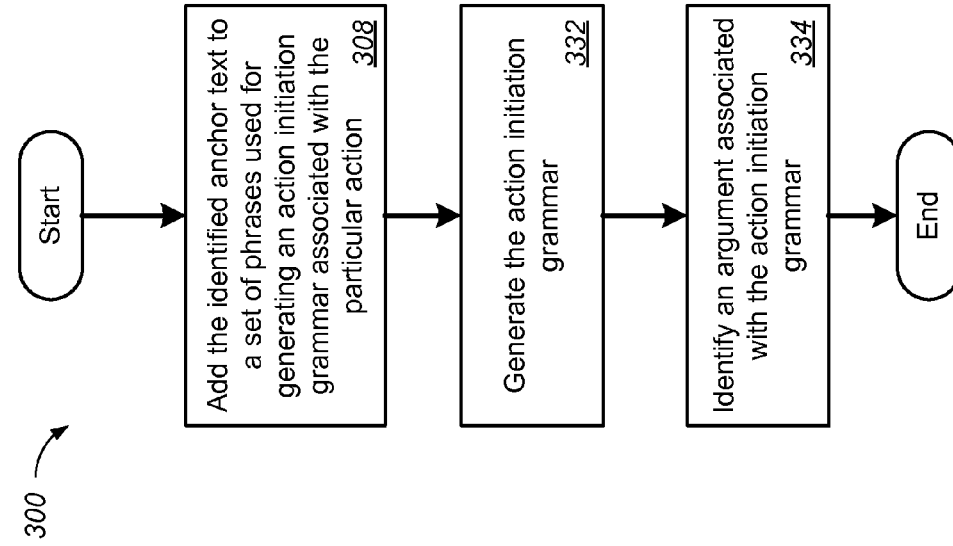 300
Start
Add the identified anchor text to
a set of phrases used for
generating an action initiation
grammar associated with the
particular action
308
Generate the action initiation
grammar
332
Identify an argument associated
with the action initiation
grammar
334
End